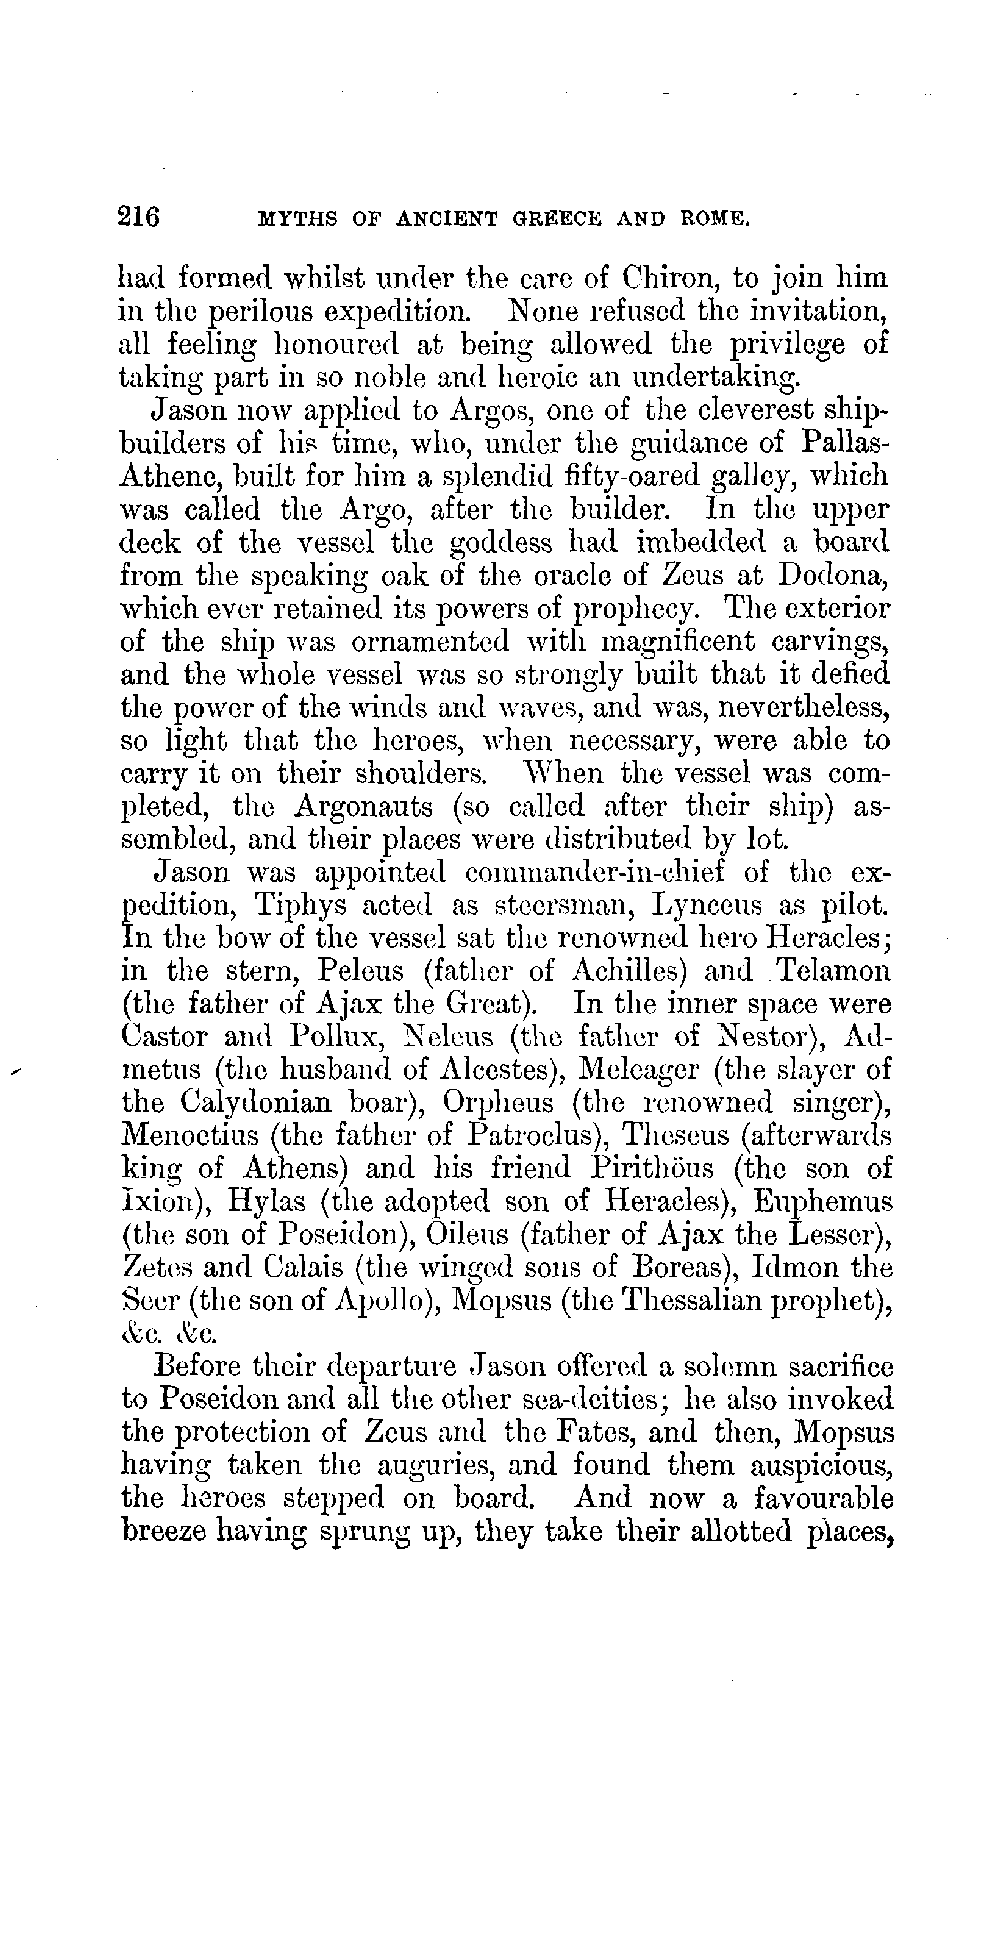 216 MYTHS OF ANCIENT GREECE AND ROME.
had formed whilst under the care of Chiron, to join him
in the perilous expedition. None refused the invitation,
all feeling honoured at being allowed the privilege of
taking part in so noble and heroic an undertaking.
Jason now applied to Argos, one of the cleverest ship-
builders of his time, who, under the guidance of Pallas-
Athene, built for him a splendid fifty-oared galley, which
was called the Argo, after the builder. In the upper
deck of the vessel the goddess had imbedded a board
from the speaking oak of the oracle of Zeus at Dodona,
which ever retained its powers of prophecy. The exterior
of the ship was ornamented with magnificent carvings,
and the whole vessel was so strongly built that it defied
the power of the winds and waves, and was, nevertheless,
so light that the heroes, when necessary, were able to
carry it on their shoulders. When the vessel was com-
pleted, the Argonauts (so called after their ship) as-
sembled, and their places were distributed by lot.
Jason was appointed commander-in-chief of the ex-
pedition, Tiphys acted as steersman, Lynceus as pilot.
In the bow of the vessel sat the renowned hero Heracles;
in the stern, Peleus (father of Achilles) and Telamon
(the father of Ajax the Great). In the inner space were
Castor and Pollux, Neleus (the father of Nestor), Ad-
metus (the husband of Alcestes), Meleager (the slayer of
the Calydonian boar), Orpheus (the renowned singer),
Menoctius (the father of Patroclus), Theseus (afterwards
king of Athens) and his friend Pirithöus (the son of
Ixion), Hylas (the adopted son of Heracles), Euphemus
(the son of Poseidon), Oileus (father of Ajax the Lesser),
Zetes and Calais (the winged sons of Boreas), Idmon the
Seer (the son of Apollo), Mopsus (the Thessalian prophet),
&c. &c.
Before their departure Jason offered a solemn sacrifice
to Poseidon and all the other sea-deities; he also invoked
the protection of Zeus and the Fates, and then, Mopsus
having taken the auguries, and found them auspicious,
the heroes stepped on board. And now a favourable
breeze having sprung up, they take their allotted places,